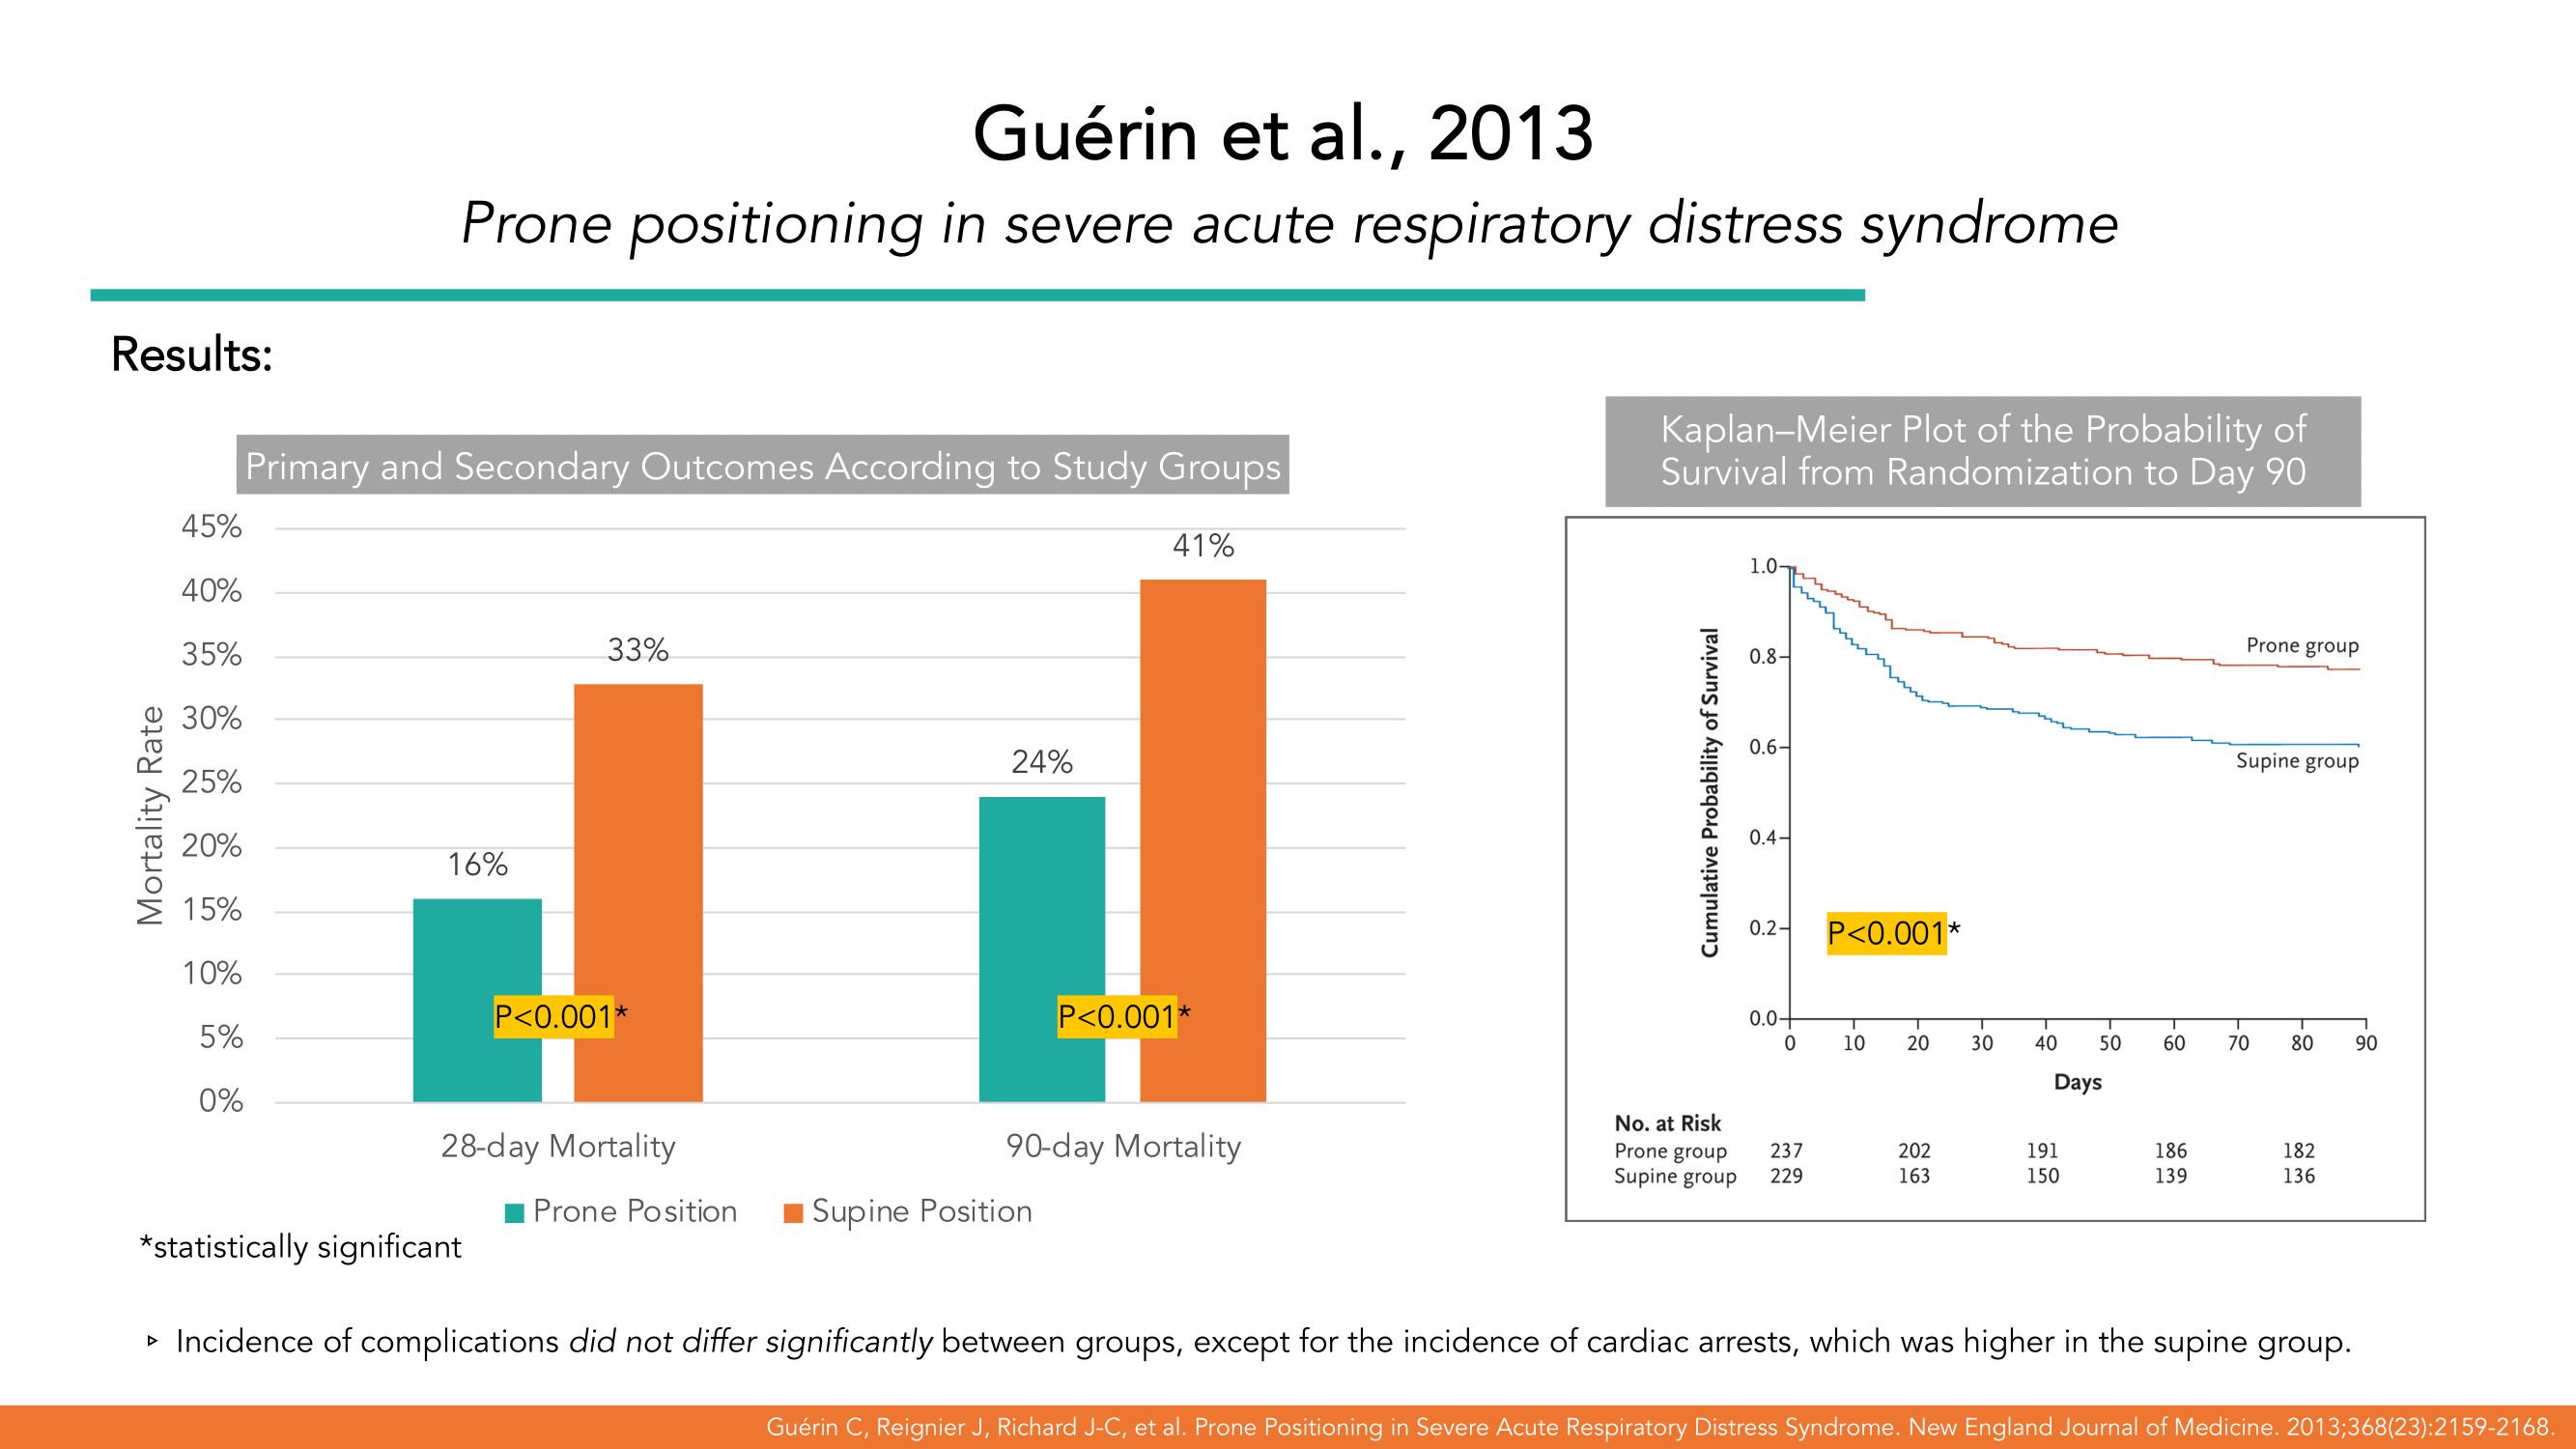 Guérin et al., 2013
Prone positioning in severe acute respiratory distress syndrome
Results:
Primary and Secondary Outcomes According to Study Groups
45%
40%
35%
30%
25%
20%
15%
10%
5%
0%
Mortality Rate
16%
33%
24%
41%
P<0.001*
P<0.001*
28-day Mortality
90-day Mortality
Prone Position
Supine Position
*statistically significant
Kaplan–Meier Plot of the Probability of
Survival from Randomization to Day 90
Cumulative Probability of Survival
1.0
0.8
0.6
0.4
0.2
0.0
Prone group
Supine group
P<0.001*
0 10 20 30 40 50 60 70 80 90
Days
No. at Risk
Prone group 237 202 191 186 182
Supine group 229 163 150 139 136
▹ Incidence of complications did not differ significantly between groups, except for the incidence of cardiac arrests, which was higher in the supine group.
Guérin C, Reignier J, Richard J-C, et al. Prone Positioning in Severe Acute Respiratory Distress Syndrome. New England Journal of Medicine. 2013;368(23):2159-2168.